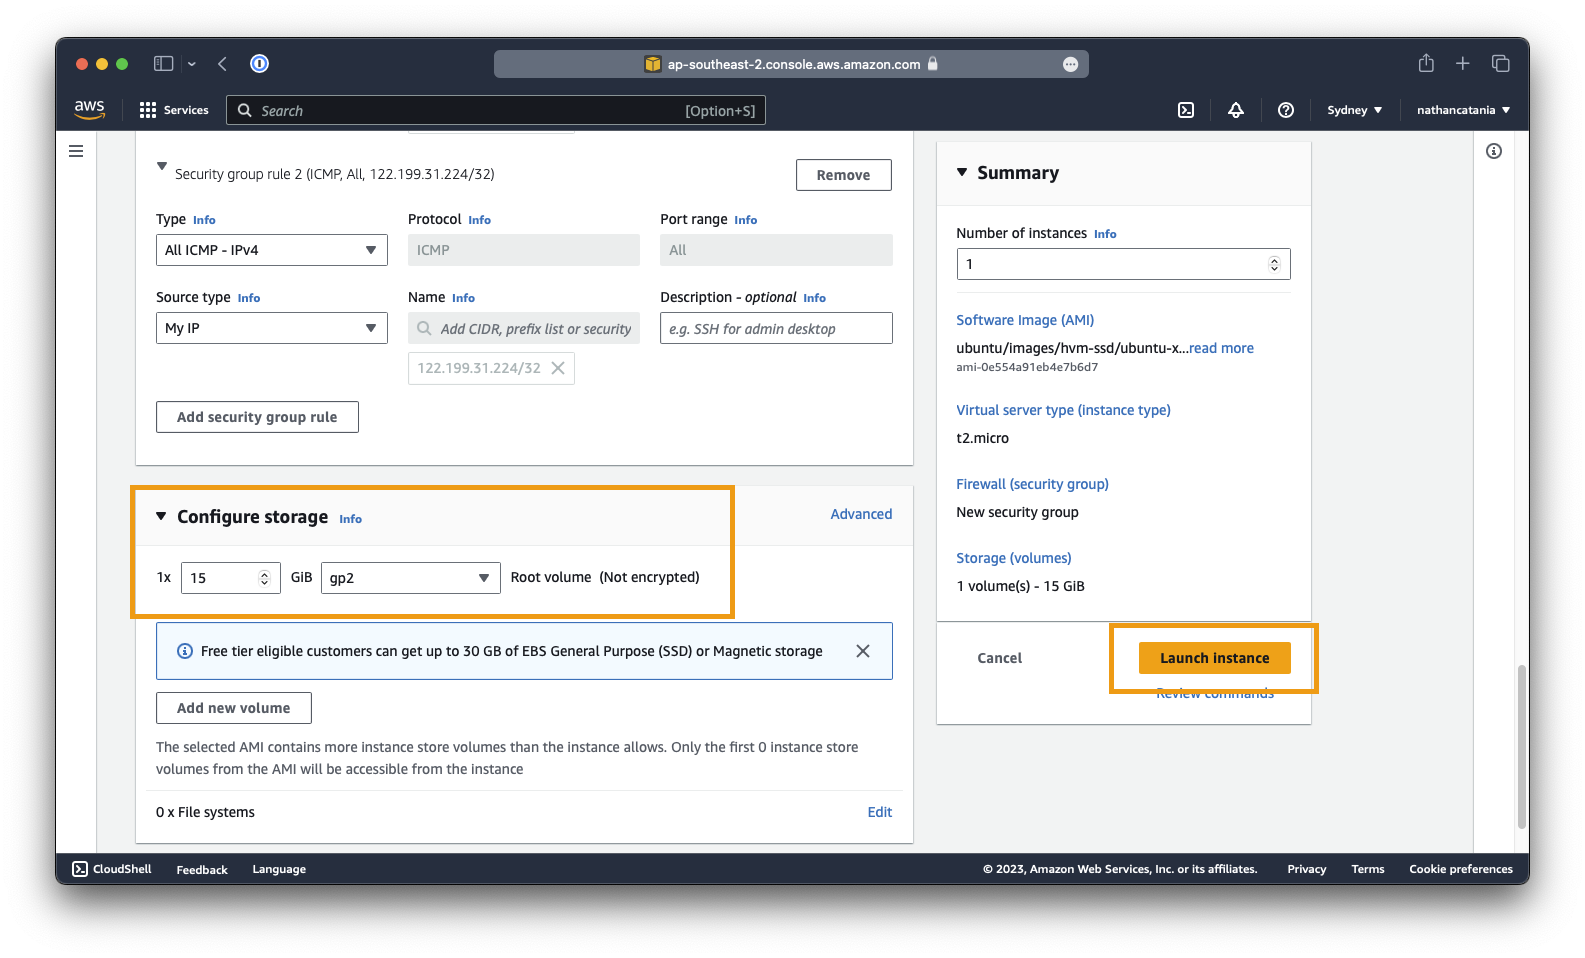 ap-southeast-2.console.aws.amazon.com
aws
Services
Search
[Option+S]
Sydney
nathancatania
Security group rule 2 (ICMP, All, 122.199.31.224/32)
Remove
Type Info
Protocol Info
Port range Info
All ICMP - IPv4
ICMP
All
Source type Info
Name Info
Description - optional Info
My IP
Add CIDR, prefix list or security
e.g. SSH for admin desktop
122.199.31.224/32
Add security group rule
Configure storage Info
Advanced
1x 15 GiB gp2 Root volume (Not encrypted)
Free tier eligible customers can get up to 30 GB of EBS General Purpose (SSD) or Magnetic storage
Add new volume
The selected AMI contains more instance store volumes than the instance allows. Only the first 0 instance store
volumes from the AMI will be accessible from the instance
0 x File systems
Edit
Summary
Number of instances Info
1
Software Image (AMI)
ubuntu/images/hvm-ssd/ubuntu-x...read more
ami-0e554a91eb4e7b6d7
Virtual server type (instance type)
t2.micro
Firewall (security group)
New security group
Storage (volumes)
1 volume(s) - 15 GiB
Cancel
Launch instance
Review commands
CloudShell
Feedback
Language
© 2023, Amazon Web Services, Inc. or its affiliates.
Privacy
Terms
Cookie preferences